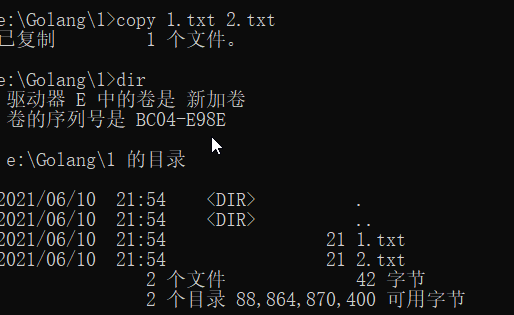 e:\Golang\1>copy 1.txt 2.txt
已复制         1 个文件。
e:\Golang\1>dir
驱动器 E 中的卷是 新加卷
卷的序列号是 BC04-E98E
e:\Golang\1 的目录
2021/06/10  21:54    <DIR>          .
2021/06/10  21:54    <DIR>          ..
2021/06/10  21:54                21 1.txt
2021/06/10  21:54                21 2.txt
2 个文件             42 字节
2 个目录 88,864,870,400 可用字节